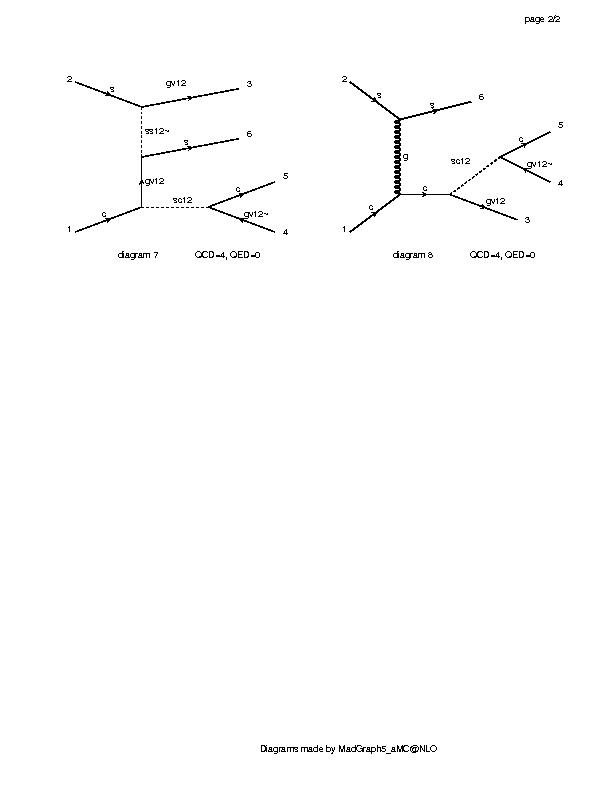 page 2/2
2
s
gv12
3
ss12~
s
6
gv12
c
sc12
c
5
gv12~
1
4
diagram 7 QCD=4, QED=0
2
s
s
6
g
sc12
c
5
gv12~
4
c
c
gv12
3
1
diagram 8 QCD=4, QED=0
Diagrams made by MadGraph5_aMC@NLO